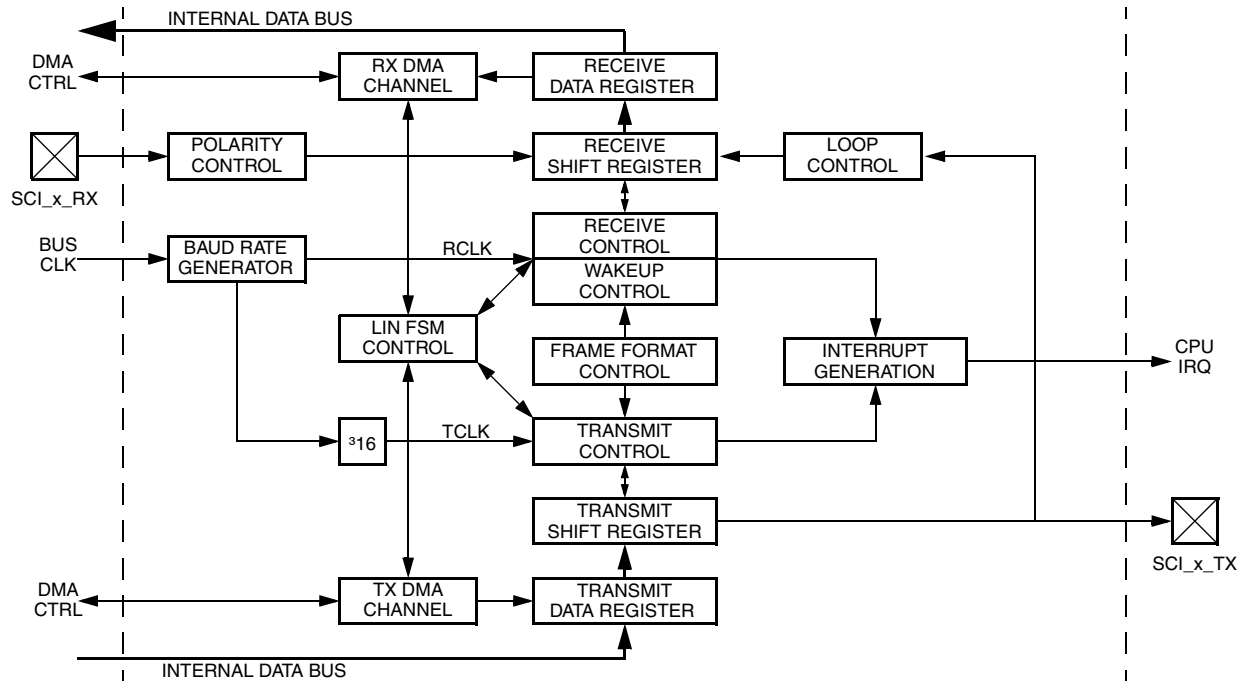 INTERNAL DATA BUS
DMA
CTRL
RX DMA
CHANNEL
RECEIVE
DATA REGISTER
SCI_x_RX
POLARITY
CONTROL
RECEIVE
SHIFT REGISTER
LOOP
CONTROL
BUS
CLK
BAUD RATE
GENERATOR
RCLK
RECEIVE
CONTROL
WAKEUP
CONTROL
LIN FSM
CONTROL
FRAME FORMAT
CONTROL
INTERRUPT
GENERATION
CPU
IRQ
³16
TCLK
TRANSMIT
CONTROL
TRANSMIT
SHIFT REGISTER
SCI_x_TX
DMA
CTRL
TX DMA
CHANNEL
TRANSMIT
DATA REGISTER
INTERNAL DATA BUS